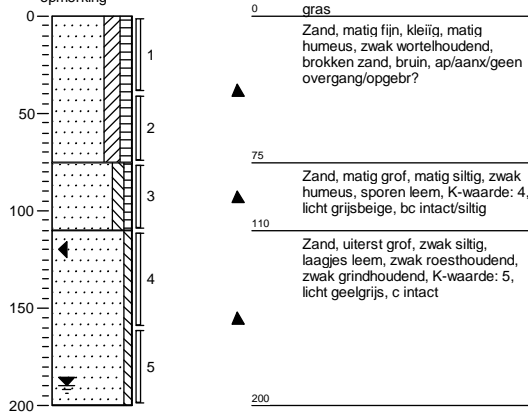 opmerking
0
50
100
150
200
1
2
3
4
5
0
gras
Zand, matig fijn, kleiïg, matig
humeus, zwak wortelhoudend,
brokken zand, bruin, ap/aanx/geen
overgang/opgebr?
75
Zand, matig grof, matig siltig, zwak
humeus, sporen leem, K-waarde: 4,
licht grijsbeige, bc intact/siltig
110
Zand, uiterst grof, zwak siltig,
laagjes leem, zwak roesthoudend,
zwak grindhoudend, K-waarde: 5,
licht geelgrijs, c intact
200